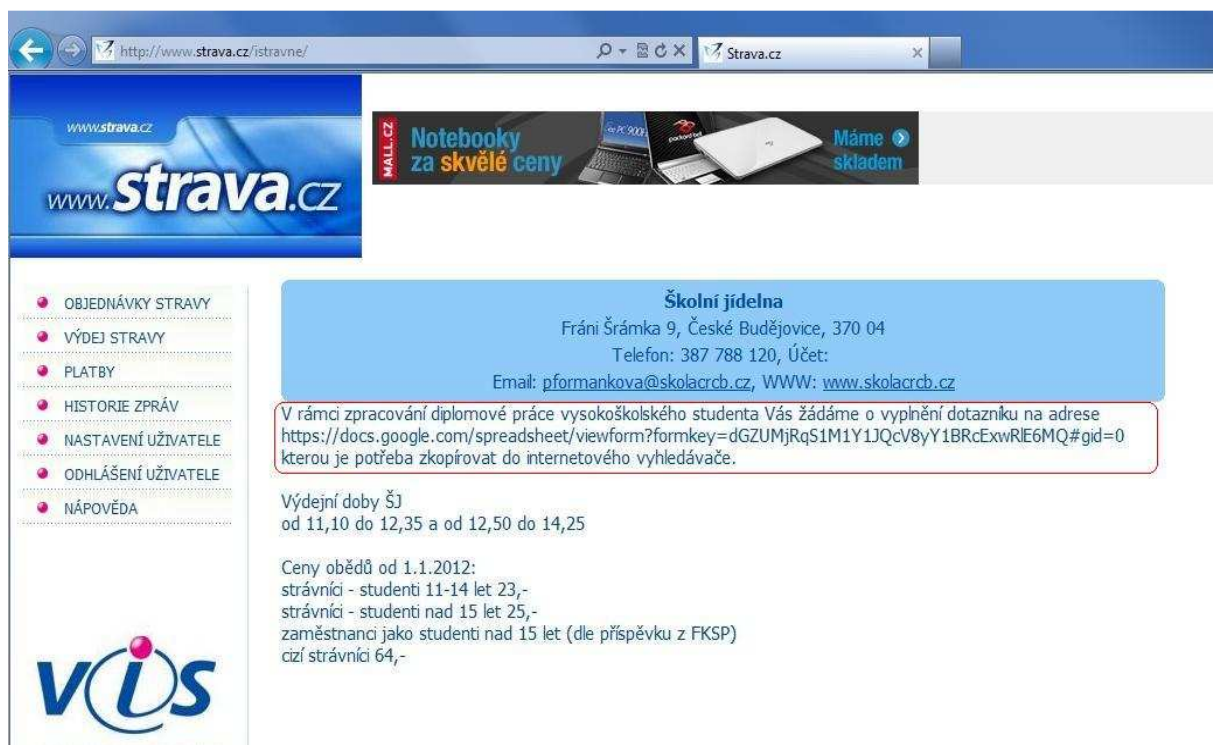 http://www.strava.cz/istravne/
Strava.cz
www.strava.cz
www.strava.cz
MALL.CZ
Notebooky
za skvělé ceny
Máme
skladem
OBJEDNÁVKY STRAVY
VÝDEJ STRAVY
PLATBY
HISTORIE ZPRÁV
NASTAVENÍ UŽIVATELE
ODHLÁŠENÍ UŽIVATELE
NÁPOVĚDA
Školní jídelna
Fráni Šrámka 9, České Budějovice, 370 04
Telefon: 387 788 120, Účet:
Email: pformankova@skolacrcb.cz, WWW: www.skolacrcb.cz
V rámci zpracování diplomové práce vysokoškolského studenta Vás žádáme o vyplnění dotazníku na adrese
https://docs.google.com/spreadsheet/viewform?formkey=dGZUMjRqS1M1Y1JQcV8yY1BRcExwRlE6MQ#gid=0
kterou je potřeba zkopírovat do internetového vyhledávače.
Výdejní doby ŠJ
od 11,10 do 12,35 a od 12,50 do 14,25
Ceny obědů od 1.1.2012:
strávníci - studenti 11-14 let 23,-
strávníci - studenti nad 15 let 25,-
zaměstnanci jako studenti nad 15 let (dle příspěvku z FKSP)
cizí strávníci 64,-
vis